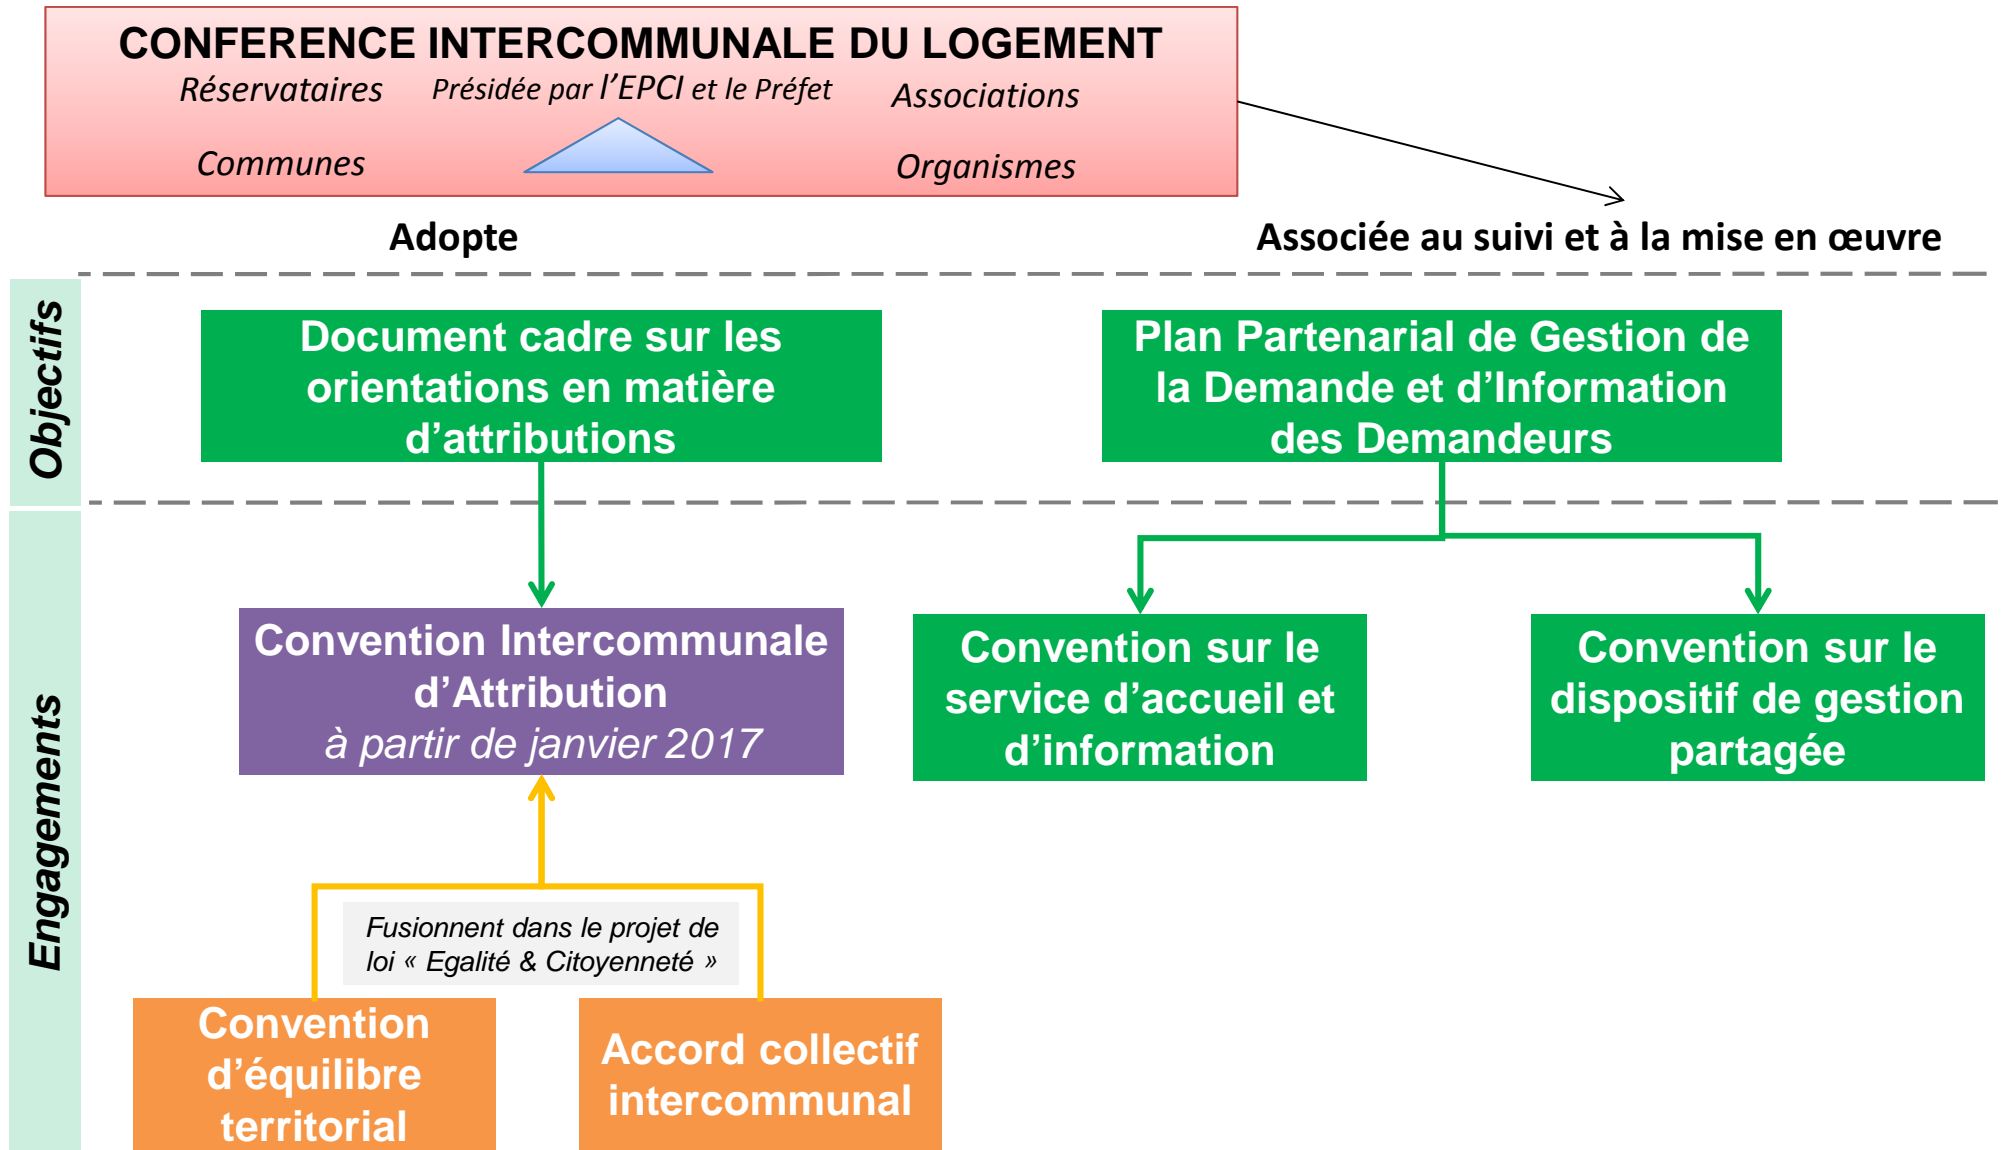 CONFERENCE INTERCOMMUNALE DU LOGEMENT
Réservataires
Présidée par l’EPCI et le Préfet
Associations
Communes
Organismes
Adopte
Associée au suivi et à la mise en œuvre
Objectifs
Document cadre sur les
orientations en matière
d’attributions
Plan Partenarial de Gestion de
la Demande et d’Information
des Demandeurs
Engagements
Convention Intercommunale
d’Attribution
à partir de janvier 2017
Convention sur le
service d’accueil et
d’information
Convention sur le
dispositif de gestion
partagée
Fusionnent dans le projet de
loi « Egalité & Citoyenneté »
Convention
d’équilibre
territorial
Accord collectif
intercommunal